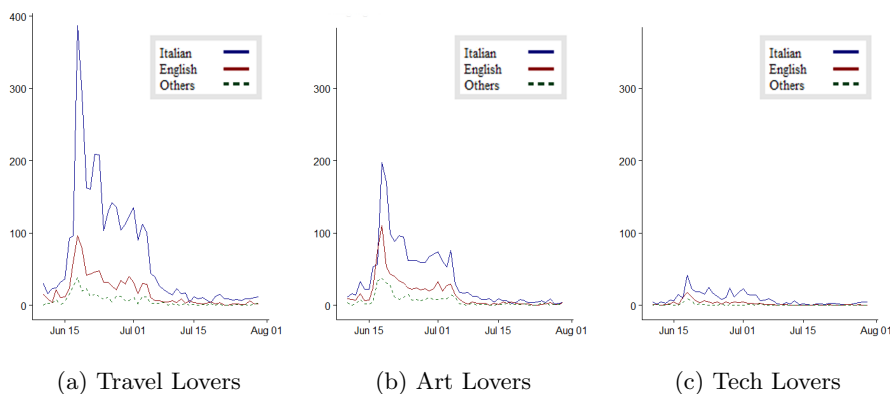 400
300
200
100
0
Jun 15
Jul 01
Jul 15
Aug 01
Italian
English
Others
(a) Travel Lovers
300
200
100
0
Jun 15
Jul 01
Jul 15
Aug 01
Italian
English
Others
(b) Art Lovers
300
200
100
0
Jun 15
Jul 01
Jul 15
Aug 01
Italian
English
Others
(c) Tech Lovers